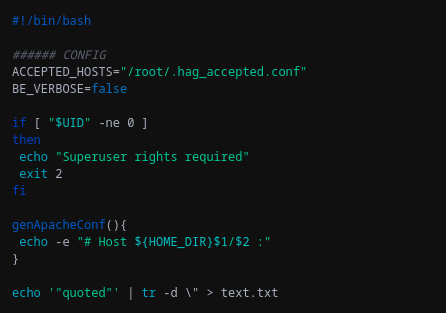 #!/bin/bash
###### CONFIG
ACCEPTED_HOSTS="/root/.hag_accepted.conf"
BE_VERBOSE=false
if [ "$UID" -ne 0 ]
then
 echo "Superuser rights required"
 exit 2
fi
genApacheConf(){
 echo -e "# Host ${HOME_DIR}$1/$2 :"
}
echo '"quoted"' | tr -d \" > text.txt